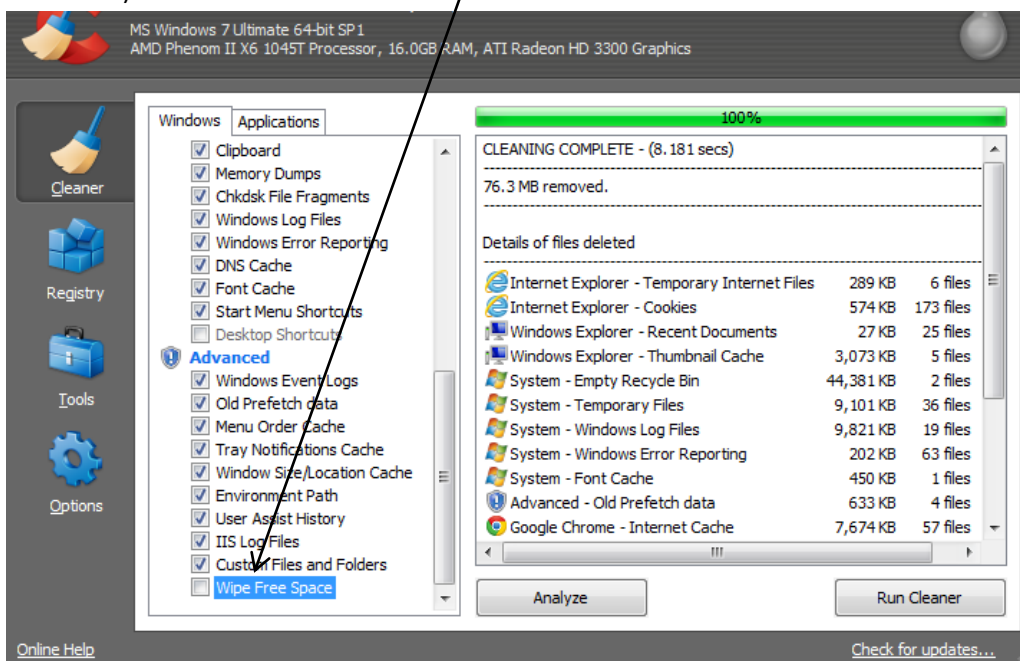 MS Windows 7 Ultimate 64-bit SP1
AMD Phenom II X6 1045T Processor, 16.0GB RAM, ATI Radeon HD 3300 Graphics
Cleaner
Registry
Tools
Options
Windows Applications
Clipboard
Memory Dumps
Chkdsk File Fragments
Windows Log Files
Windows Error Reporting
DNS Cache
Font Cache
Start Menu Shortcuts
Desktop Shortcuts
Advanced
Windows Event Logs
Old Prefetch data
Menu Order Cache
Tray Notifications Cache
Window Size/Location Cache
Environment Path
User Assist History
IIS Log Files
Custom Files and Folders
Wipe Free Space
100%
CLEANING COMPLETE - (8.181 secs)
76.3 MB removed.
Details of files deleted
Internet Explorer - Temporary Internet Files 289 KB 6 files
Internet Explorer - Cookies 574 KB 173 files
Windows Explorer - Recent Documents 27 KB 25 files
Windows Explorer - Thumbnail Cache 3,073 KB 5 files
System - Empty Recycle Bin 44,381 KB 2 files
System - Temporary Files 9,101 KB 36 files
System - Windows Log Files 9,821 KB 19 files
System - Windows Error Reporting 202 KB 63 files
System - Font Cache 450 KB 1 files
Advanced - Old Prefetch data 633 KB 4 files
Google Chrome - Internet Cache 7,674 KB 57 files
Analyze Run Cleaner
Online Help Check for updates...